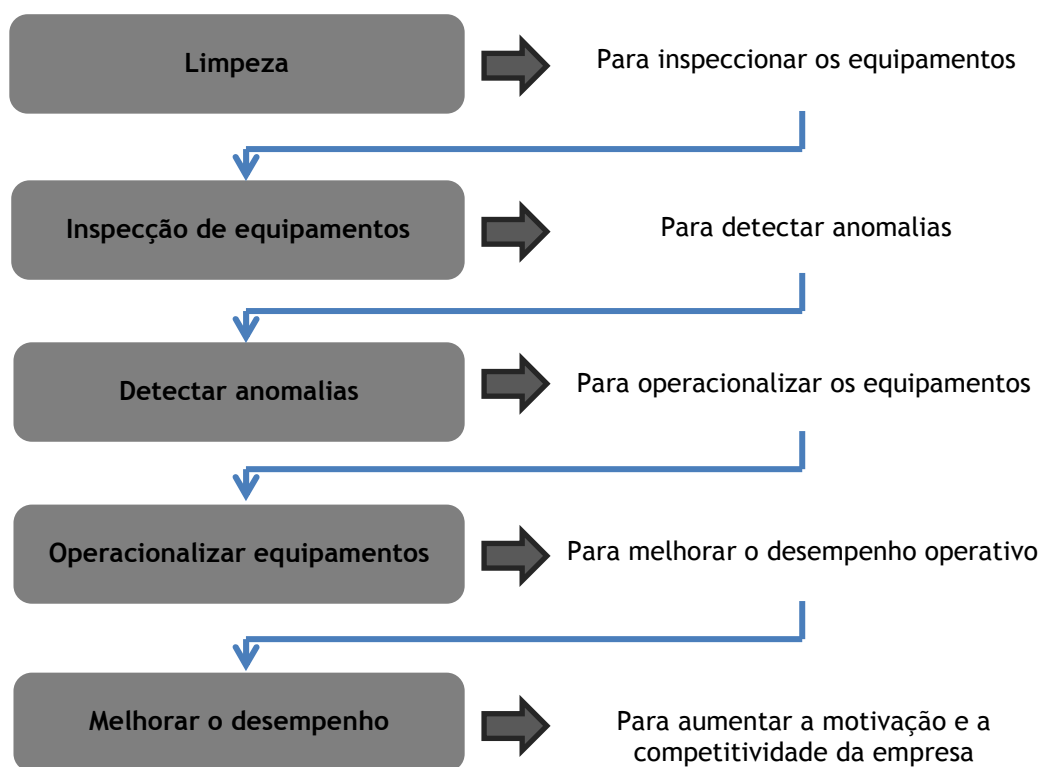 Limpeza
Para inspeccionar os equipamentos
Inspecção de equipamentos
Para detectar anomalias
Detectar anomalias
Para operacionalizar os equipamentos
Operacionalizar equipamentos
Para melhorar o desempenho operativo
Melhorar o desempenho
Para aumentar a motivação e a
competitividade da empresa